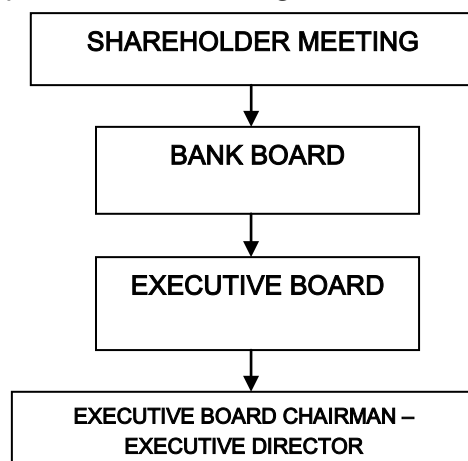 SHAREHOLDER MEETING
BANK BOARD
EXECUTIVE BOARD
EXECUTIVE BOARD CHAIRMAN –
EXECUTIVE DIRECTOR